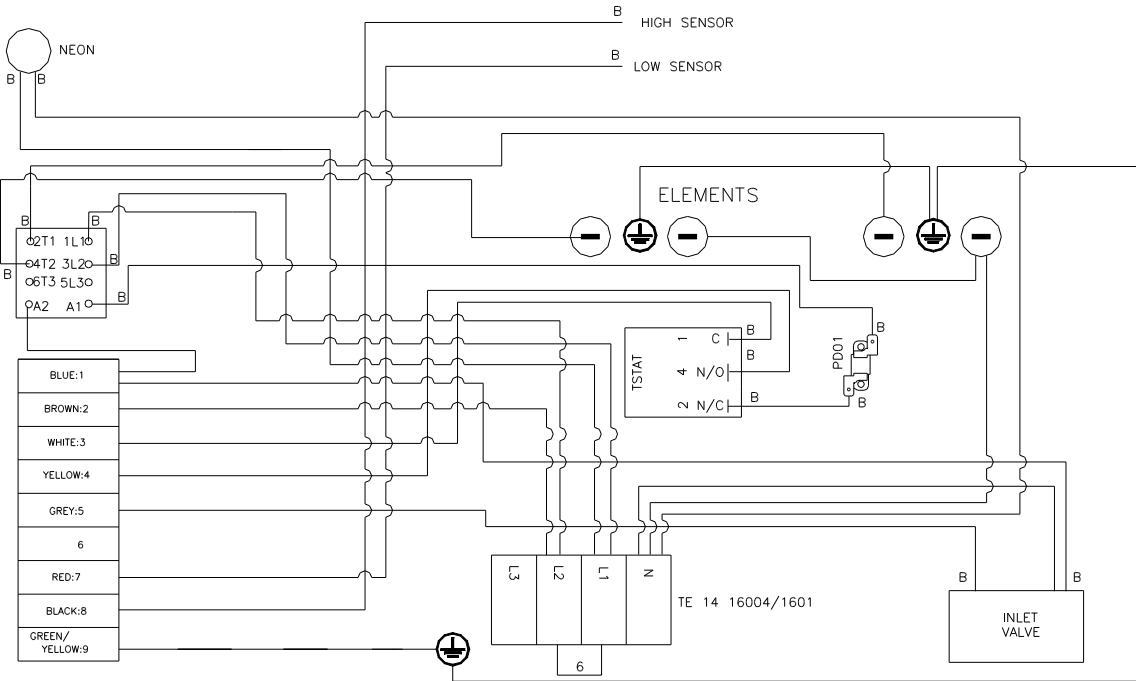 B
HIGH SENSOR
NEON
B
LOW SENSOR
B
B
ELEMENTS
B
B
2T1 1L1
4T2 3L2
B
B
6T3 5L3
B
A2 A1
B
1
C
B
PD01
B
TSTAT
4
N/O
B
2
N/C
B
B
BLUE:1
BROWN:2
WHITE:3
YELLOW:4
GREY:5
6
RED:7
BLACK:8
GREEN/
YELLOW:9
L3
L2
L1
N
TE 14 16004/1601
6
B
B
INLET
VALVE